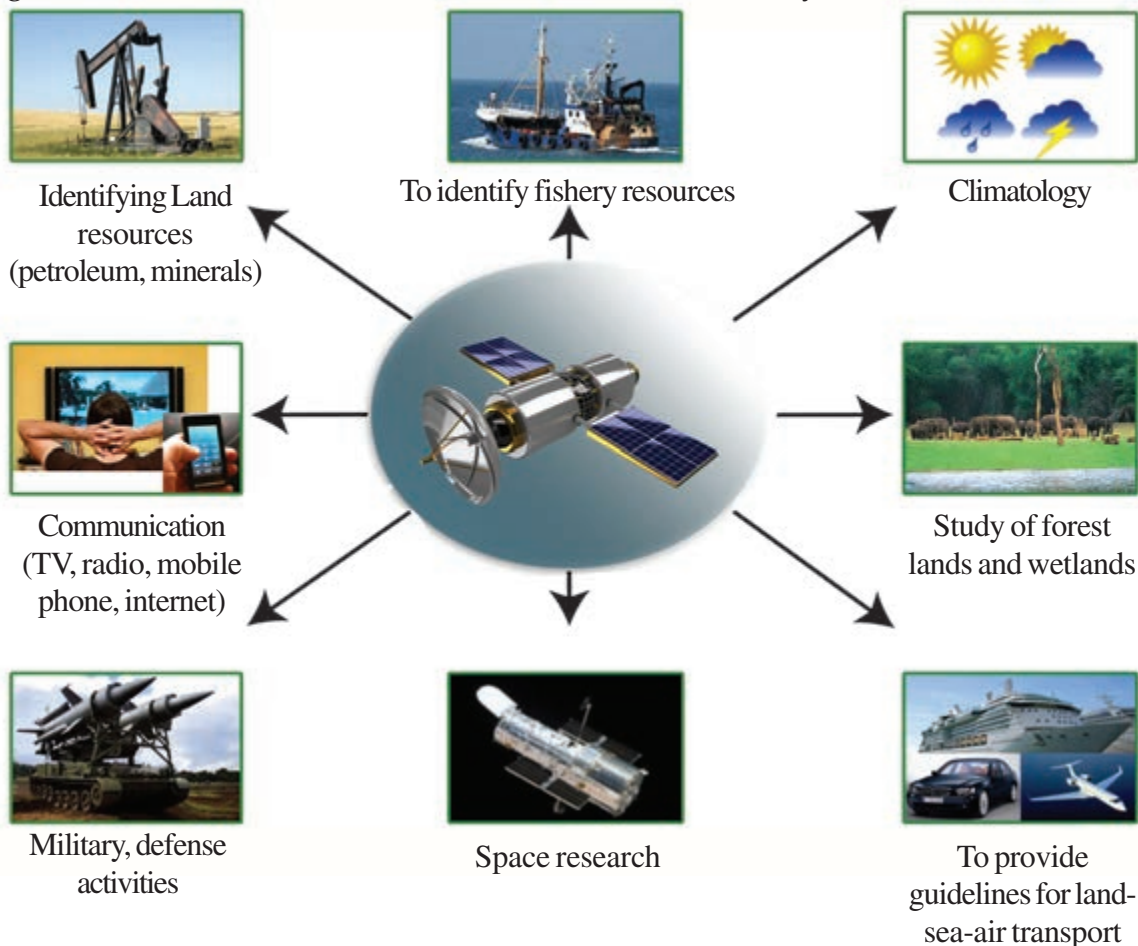 Identifying Land
resources
(petroleum, minerals)
To identify fishery resources
Climatology
Communication
(TV, radio, mobile
phone, internet)
Study of forest
lands and wetlands
Military, defense
activities
Space research
To provide
guidelines for land-
sea-air transport